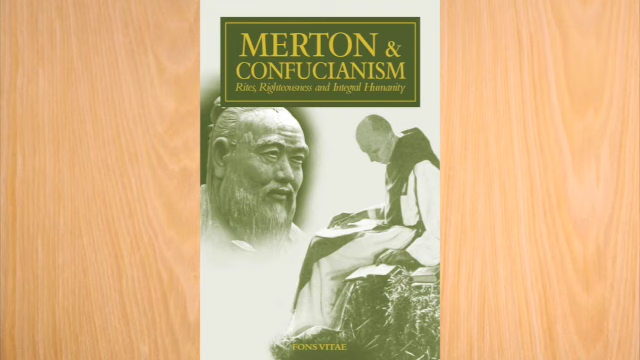 MERTON &
CONFUCIANISM
Rites, Righteousness and Integral Humanity
FONS VITAE